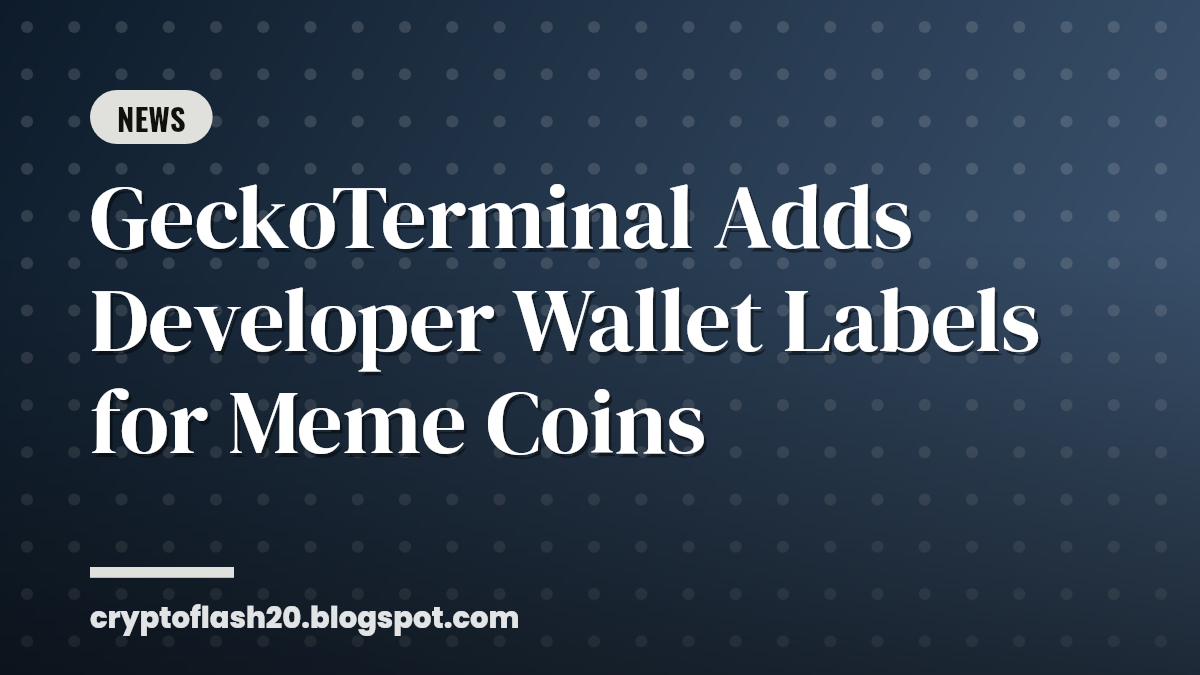 NEWS
GeckoTerminal Adds
Developer Wallet Labels
for Meme Coins
cryptoflash20.blogspot.com